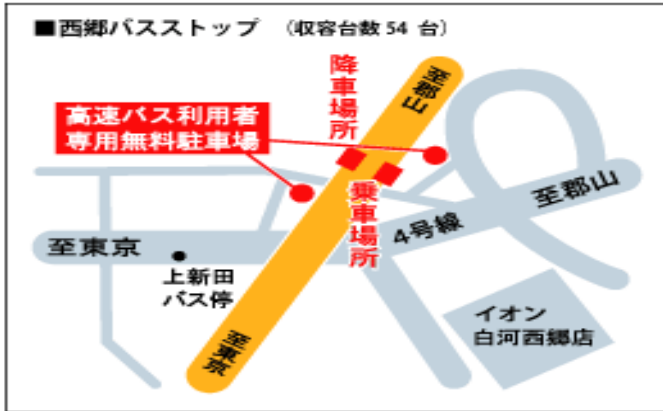 ■西郷バスストップ （収容台数 54 台）
降車場所
至郡山
高速バス利用者
専用無料駐車場
乗車場所
至郡山
4号線
至東京
上新田
バス停
イオン
白河西郷店
至東京